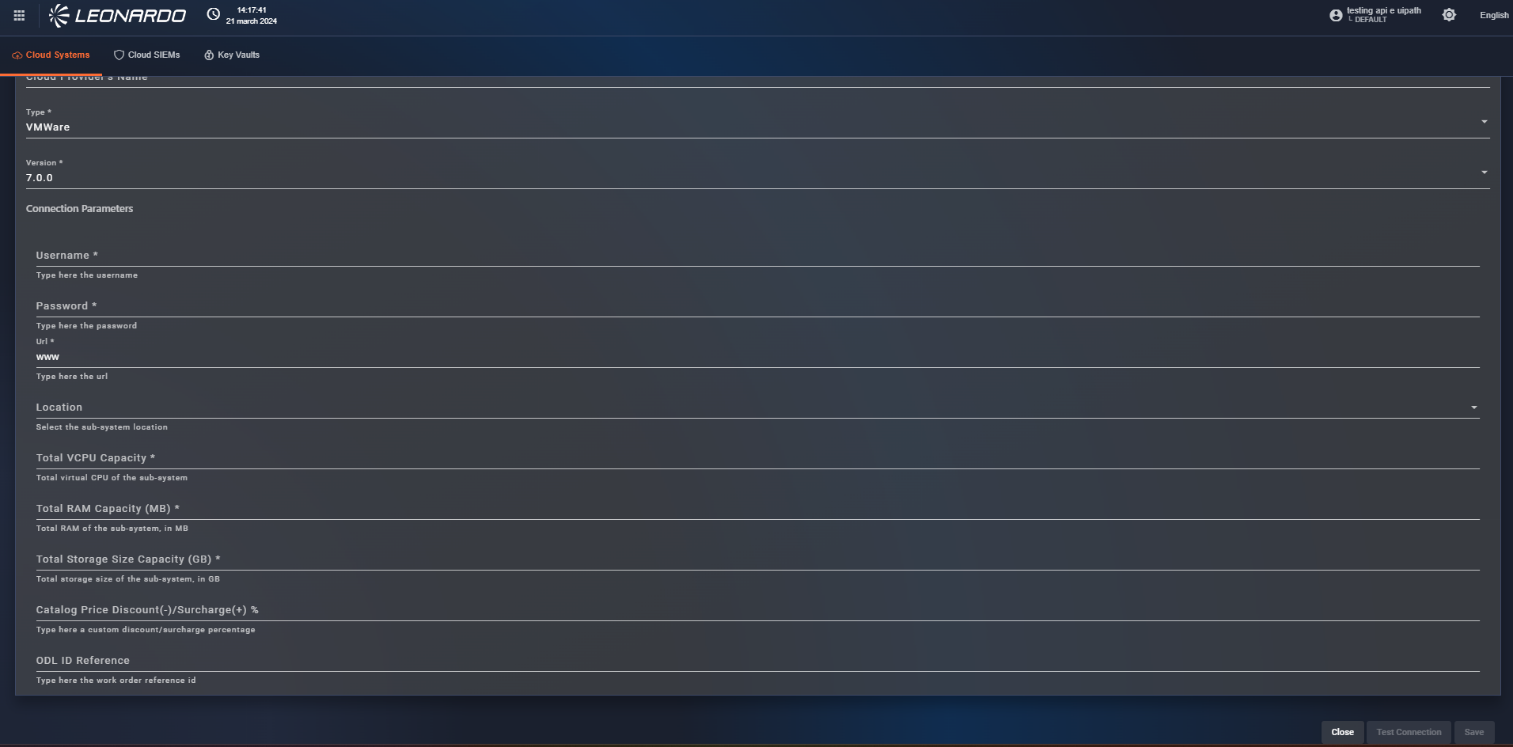 LEONARDO
14:17:41
21 march 2024
testing api e uipath
└ DEFAULT
English
Cloud Systems
Cloud SIEMs
Key Vaults
Cloud Provider's Name
Type *
VMWare
Version *
7.0.0
Connection Parameters
Username *
Type here the username
Password *
Type here the password
Url *
www
Type here the url
Location
Select the sub-system location
Total VCPU Capacity *
Total virtual CPU of the sub-system
Total RAM Capacity (MB) *
Total RAM of the sub-system, in MB
Total Storage Size Capacity (GB) *
Total storage size of the sub-system, in GB
Catalog Price Discount(-)/Surcharge(+) %
Type here a custom discount/surcharge percentage
ODL ID Reference
Type here the work order reference id
Close
Test Connection
Save